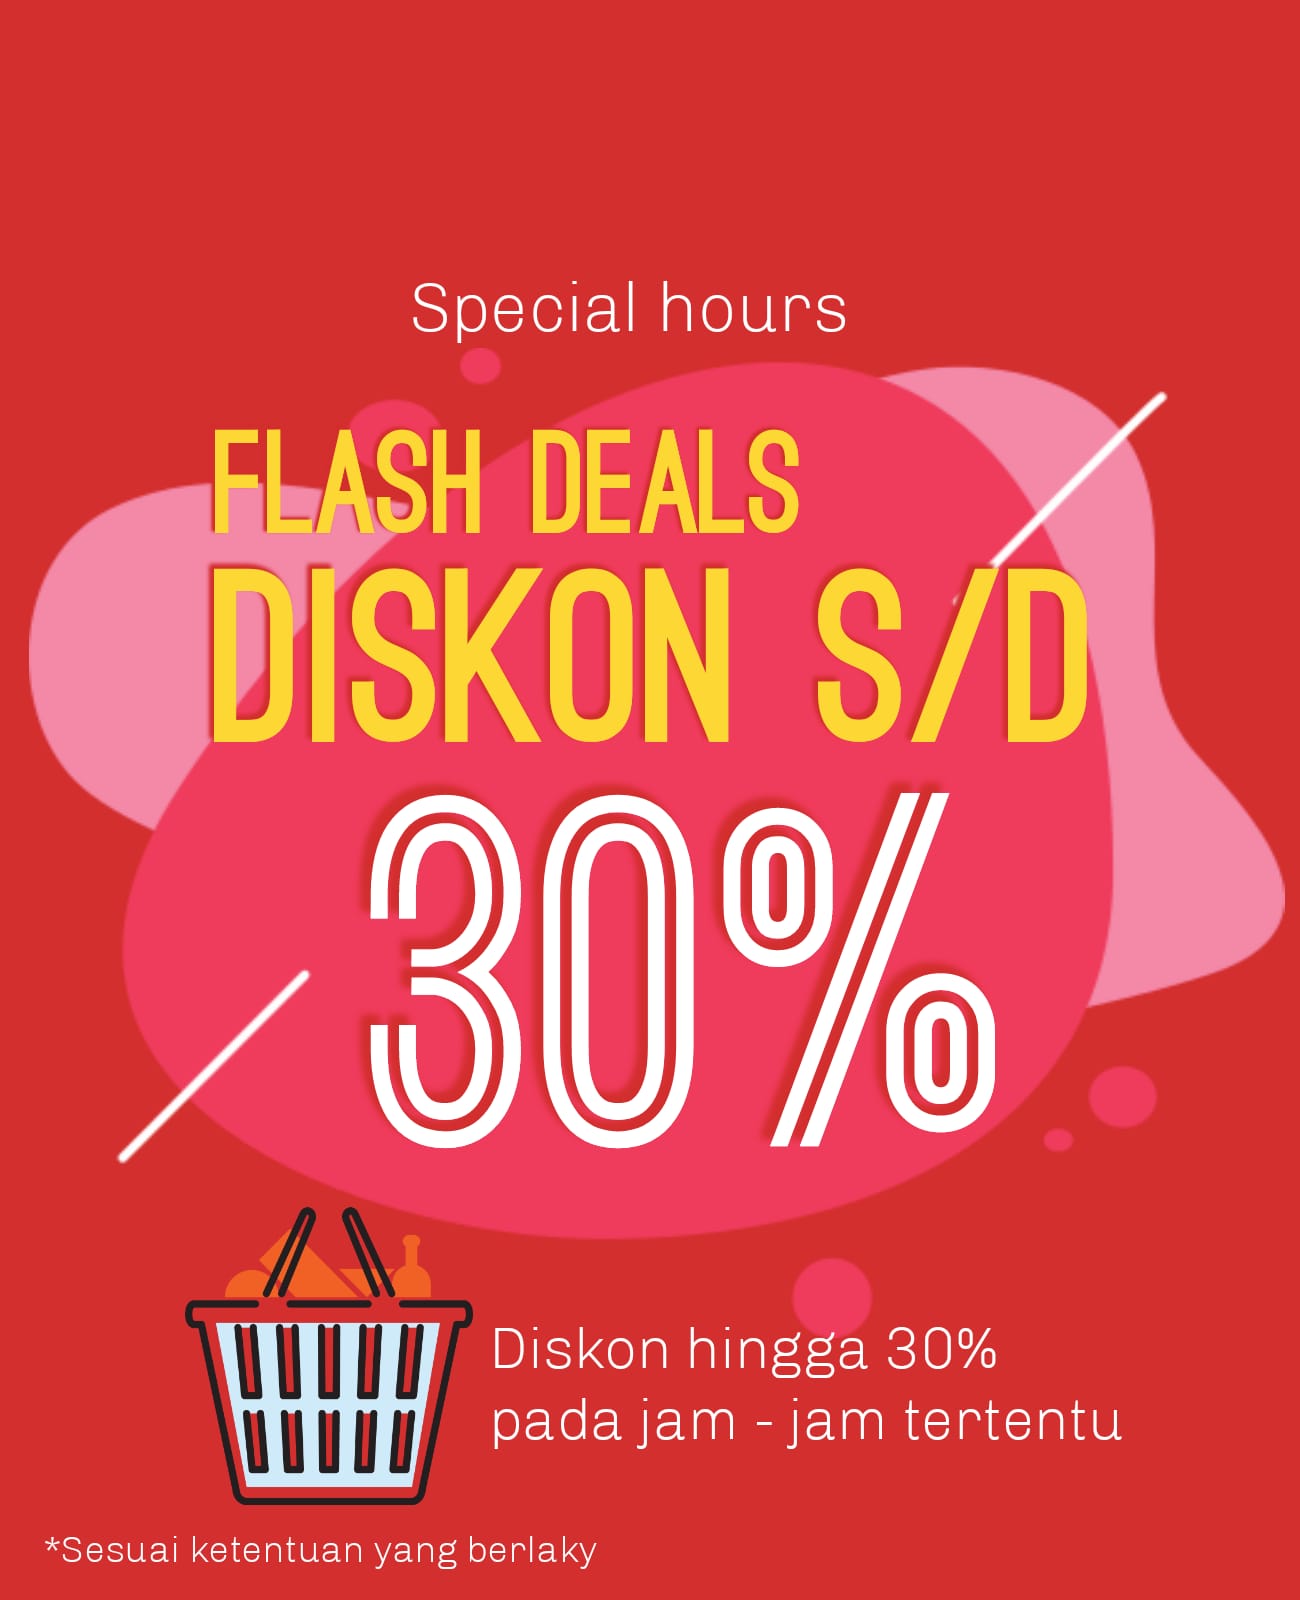 Special hours
FLASH DEALS
DISKON S/D
30%
Diskon hingga 30%
pada jam - jam tertentu
*Sesuai ketentuan yang berlaky